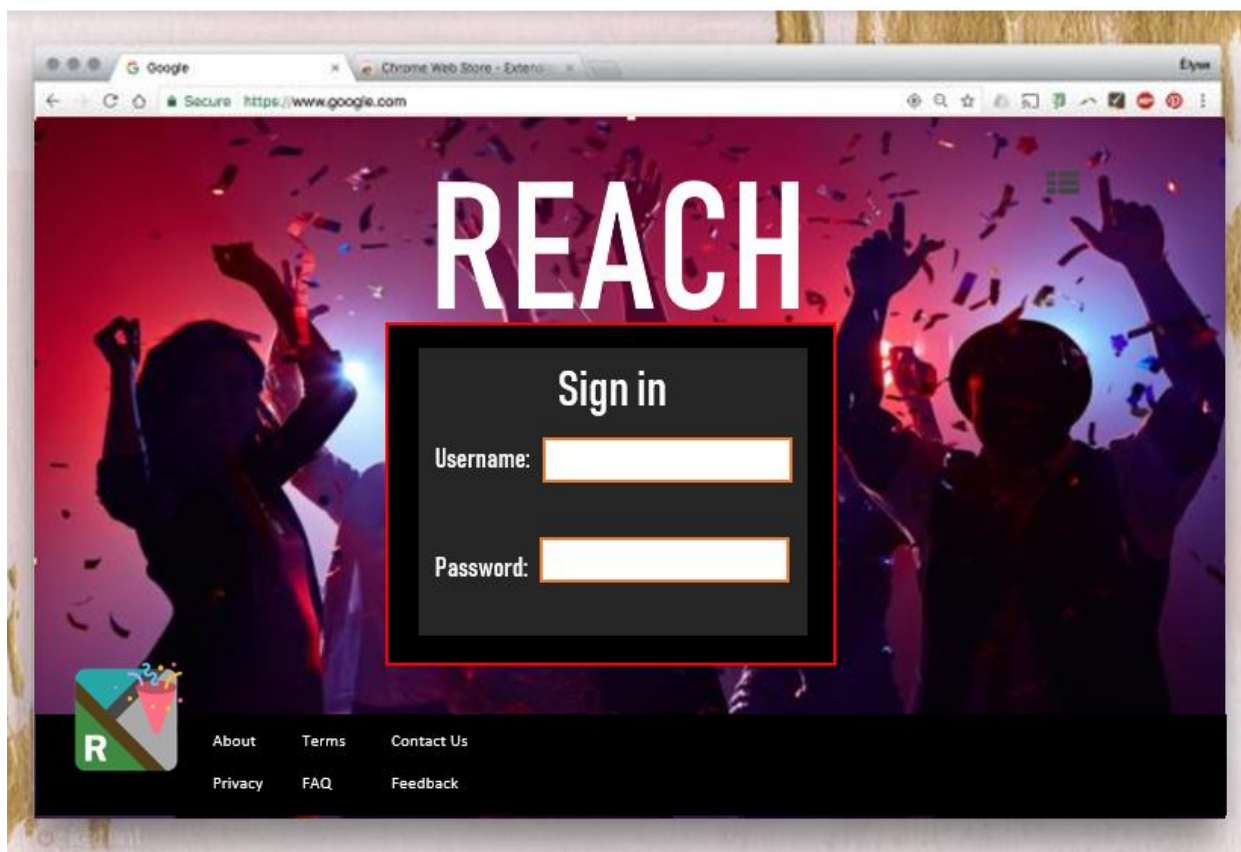 Google
Chrome Web Store - Extens
Élyse
Secure https://www.google.com
REACH
Sign in
Username:
Password:
R
About Terms Contact Us
Privacy FAQ Feedback